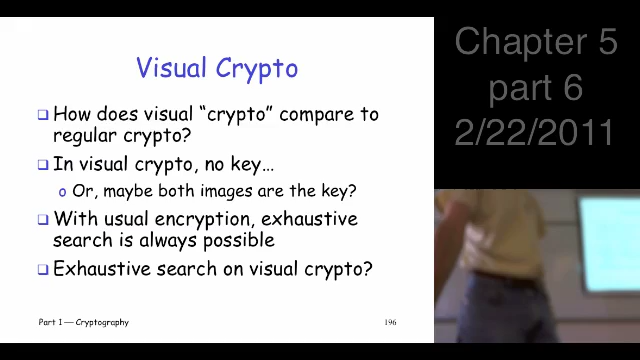 Visual Crypto
How does visual “crypto” compare to
regular crypto?
In visual crypto, no key…
Or, maybe both images are the key?
With usual encryption, exhaustive
search is always possible
Exhaustive search on visual crypto?
Part 1 — Cryptography
196
Chapter 5
part 6
2/22/2011